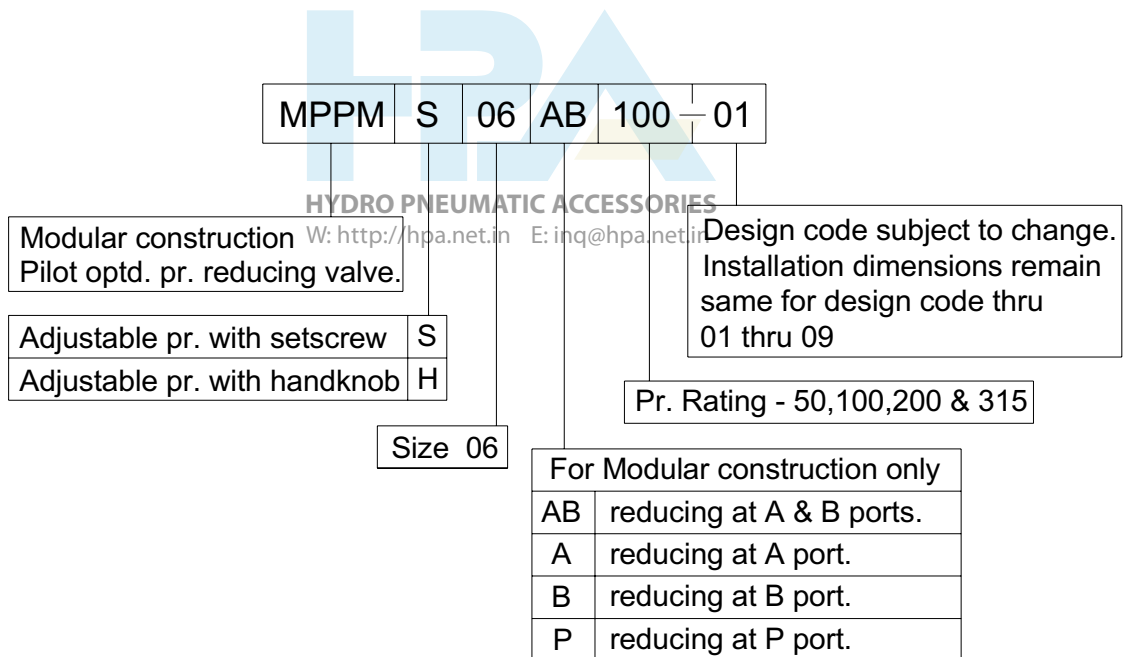 HPA
MPPM S 06 AB 100 - 01
HYDRO PNEUMATIC ACCESSORIES
W: http://hpa.net.in E: inq@hpa.net.in
Modular construction
Pilot optd. pr. reducing valve.
Design code subject to change.
Installation dimensions remain
same for design code thru
01 thru 09
Adjustable pr. with setscrew S
Adjustable pr. with handknob H
Pr. Rating - 50,100,200 & 315
Size 06
For Modular construction only
AB reducing at A & B ports.
A reducing at A port.
B reducing at B port.
P reducing at P port.